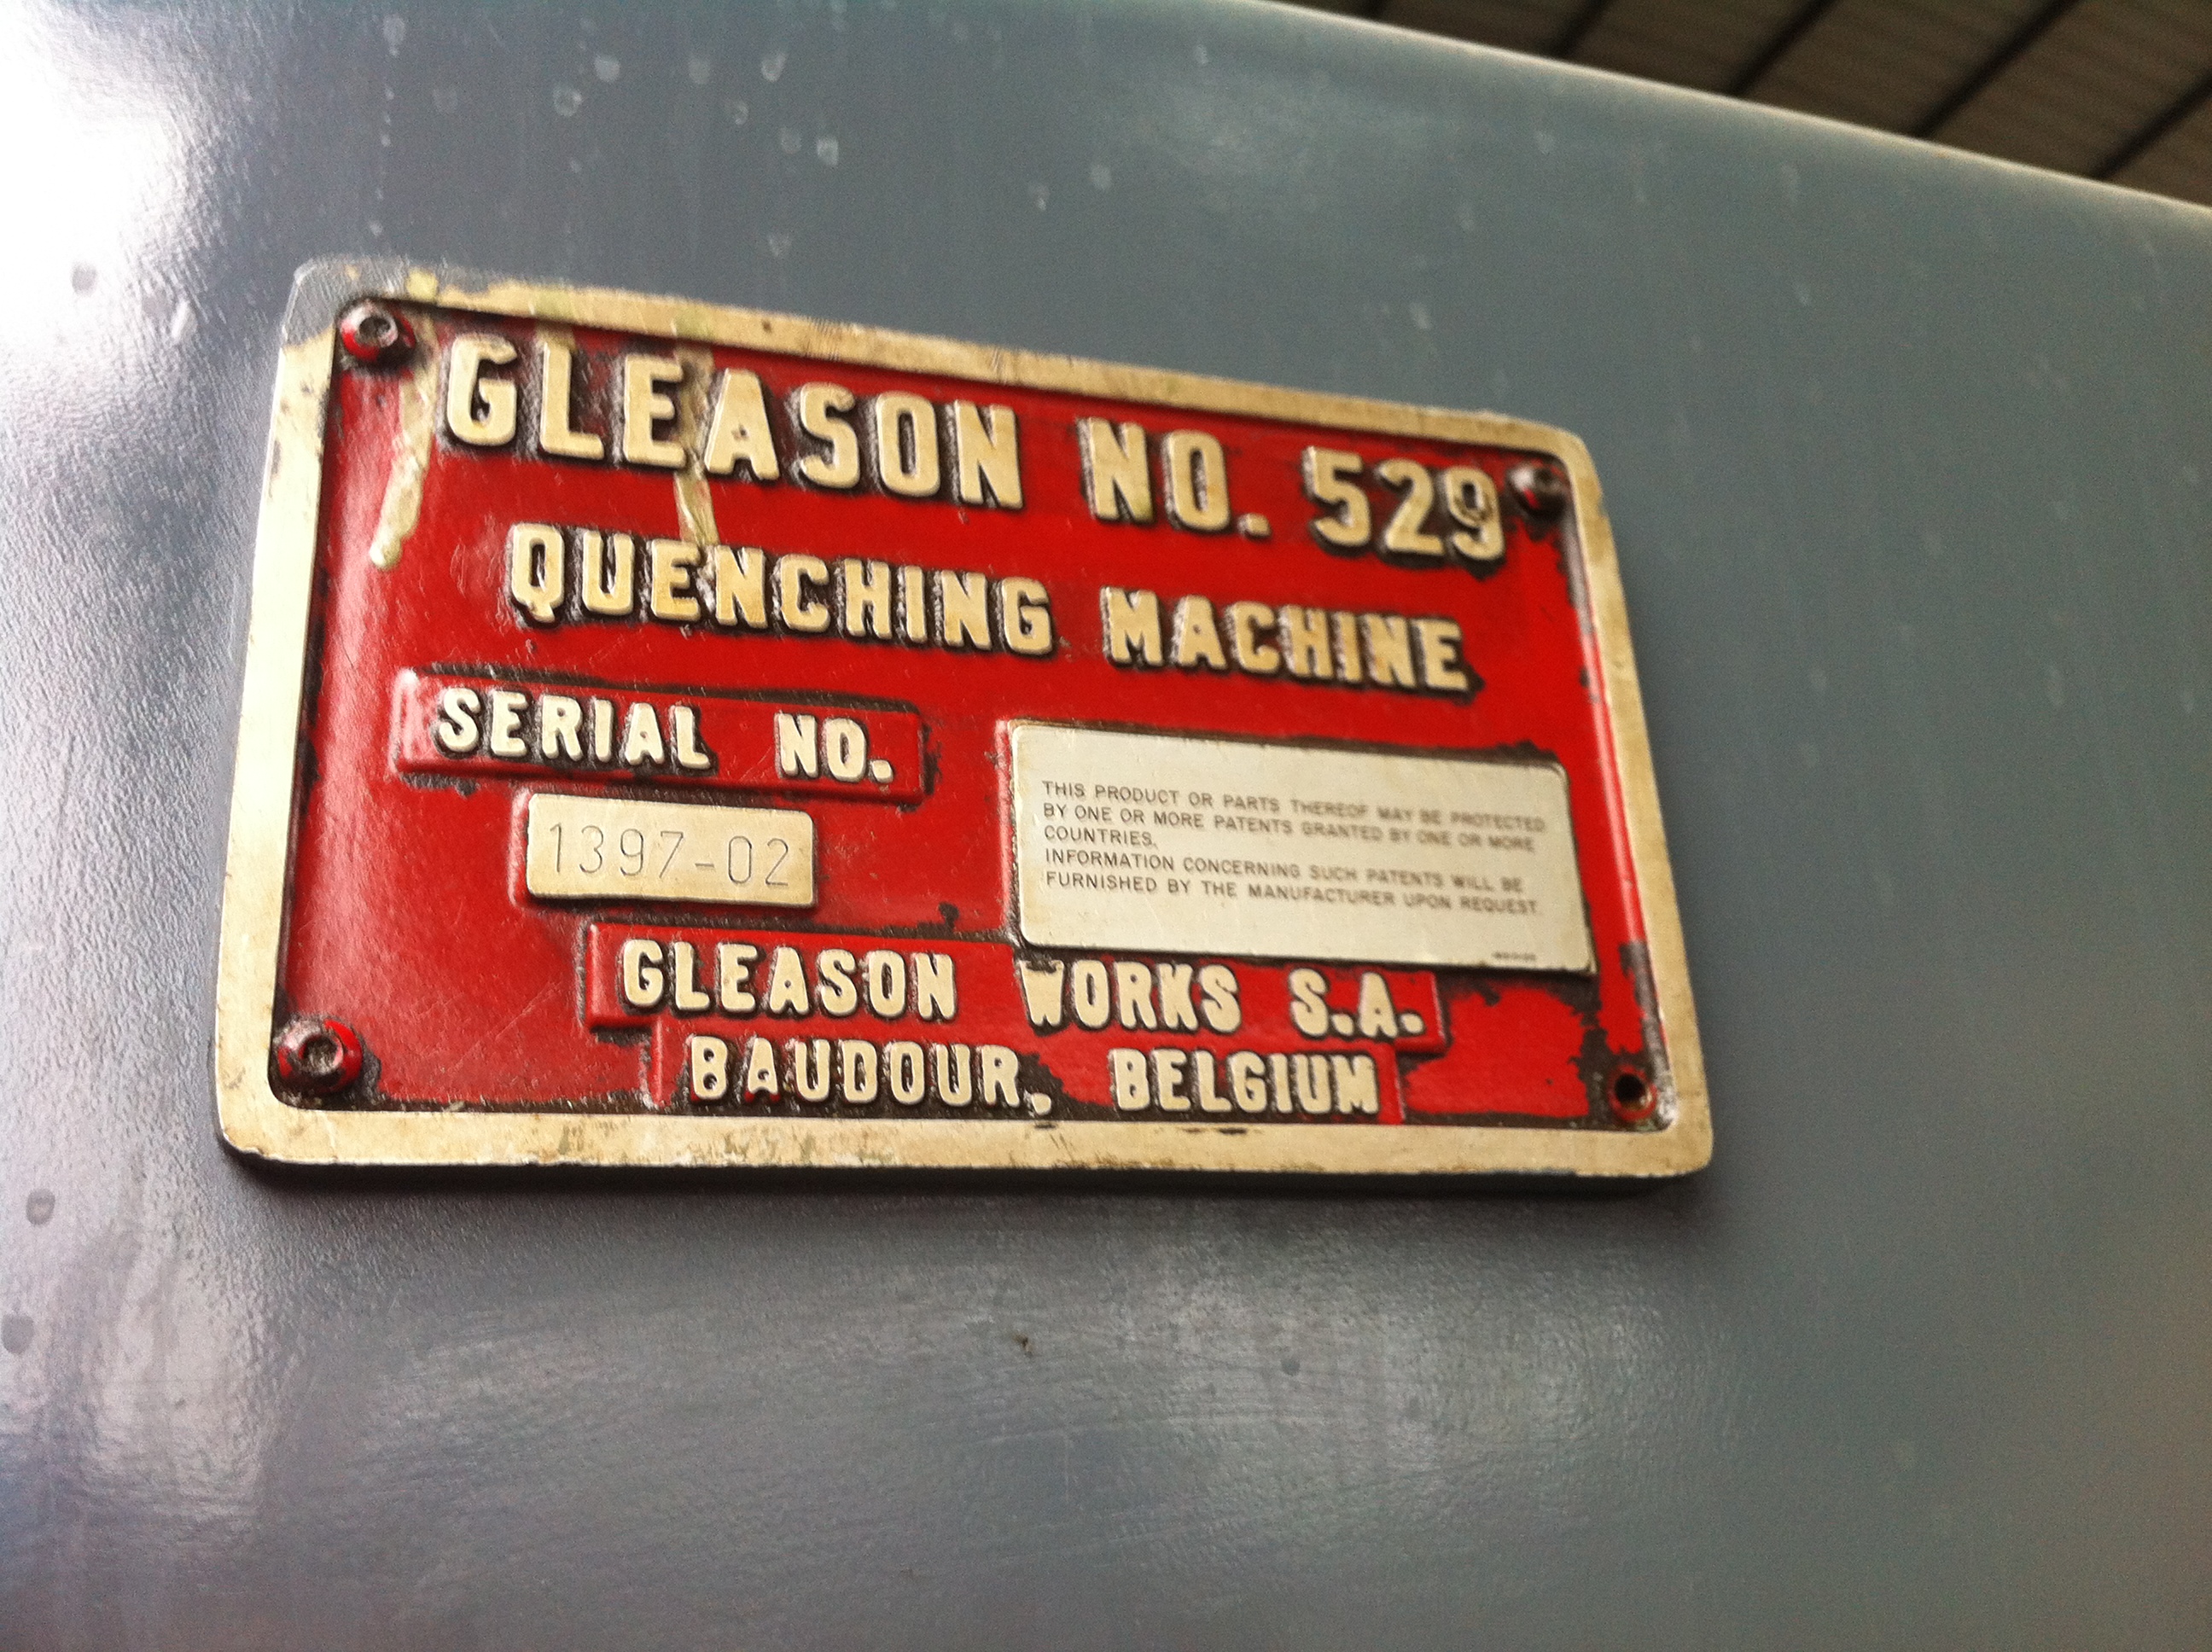 GLEASON NO. 529
QUENCHING MACHINE
SERIAL NO.
1397-02
THIS PRODUCT OR PARTS THEREOF MAY BE PROTECTED
BY ONE OR MORE PATENTS GRANTED BY ONE OR MORE
COUNTRIES.
INFORMATION CONCERNING SUCH PATENTS WILL BE
FURNISHED BY THE MANUFACTURER UPON REQUEST.
GLEASON WORKS S.A.
BAUDOUR, BELGIUM